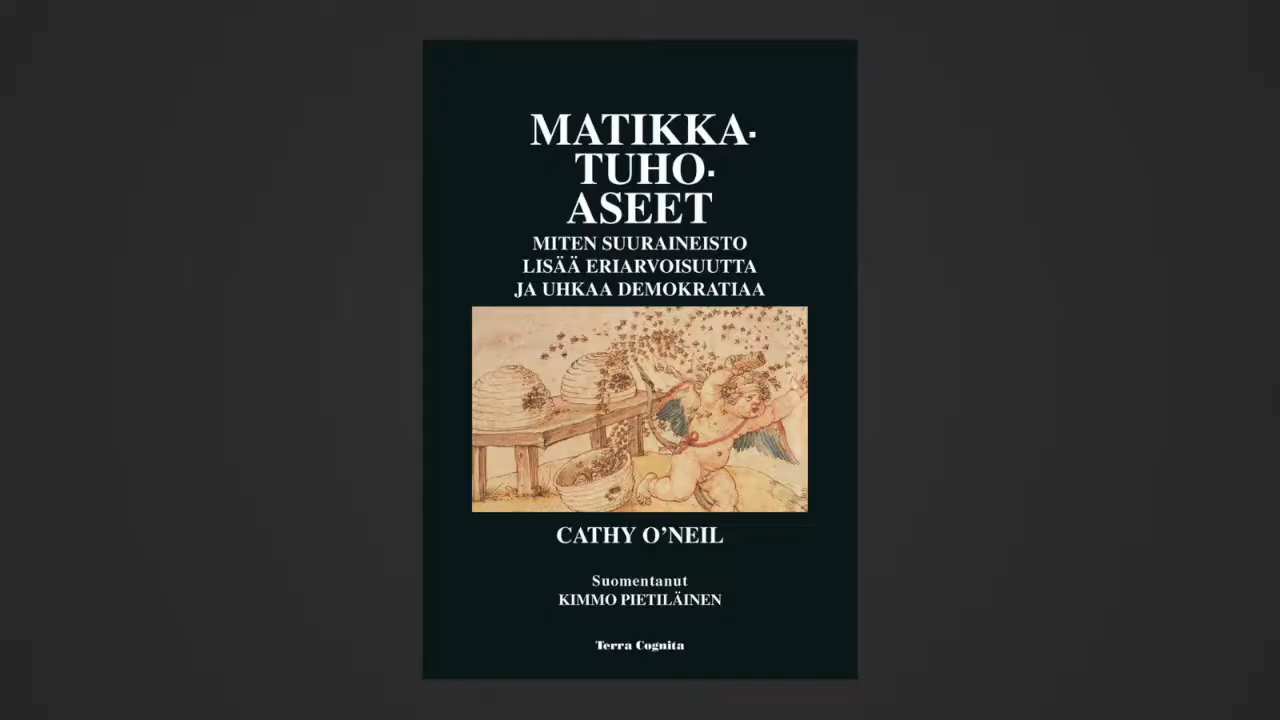 MATIKKA-
TUHO-
ASEET
MITEN SUURAINEISTO
LISÄÄ ERIARVOISUUTTA
JA UHKAA DEMOKRATIAA
CATHY O’NEIL
Suomentanut
KIMMO PIETILÄINEN
Terra Cognita